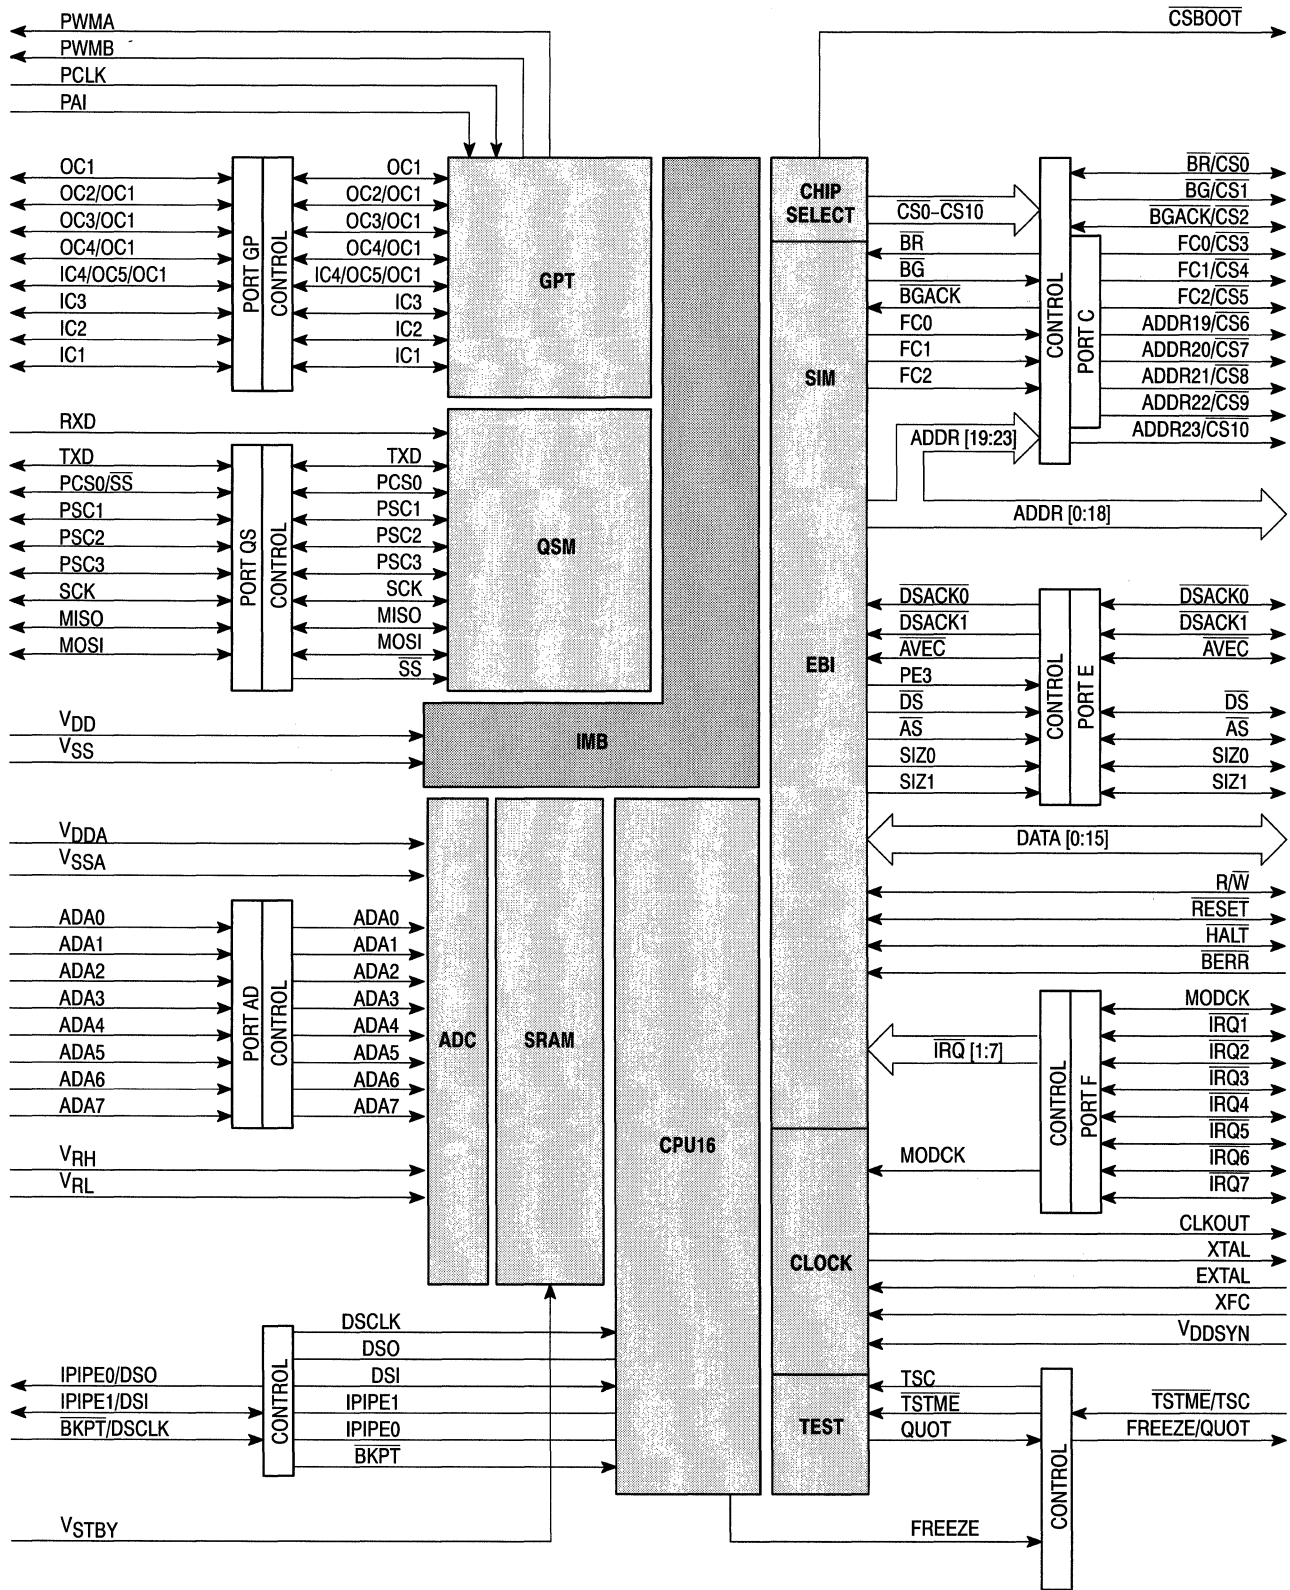 PWMA
PWMB
PCLK
PAI
CSBOOT
OC1
OC2/OC1
OC3/OC1
OC4/OC1
IC4/OC5/OC1
IC3
IC2
IC1
PORT GP
CONTROL
OC1
OC2/OC1
OC3/OC1
OC4/OC1
IC4/OC5/OC1
IC3
IC2
IC1
GPT
RXD
TXD
PCS0/SS
PSC1
PSC2
PSC3
SCK
MISO
MOSI
PORT QS
CONTROL
TXD
PCS0
PSC1
PSC2
PSC3
SCK
MISO
MOSI
SS
QSM
VDD
VSS
IMB
VDDA
VSSA
ADA0
ADA1
ADA2
ADA3
ADA4
ADA5
ADA6
ADA7
PORT AD
CONTROL
ADA0
ADA1
ADA2
ADA3
ADA4
ADA5
ADA6
ADA7
VRH
VRL
ADC
SRAM
CPU16
IPIPE0/DSO
IPIPE1/DSI
BKPT/DSCLK
CONTROL
DSCLK
DSO
DSI
IPIPE1
IPIPE0
BKPT
VSTBY
CHIP
SELECT
SIM
EBI
CLOCK
TEST
CS0–CS10
BR
BG
BGACK
FC0
FC1
FC2
ADDR [19:23]
CONTROL
PORT C
BR/CS0
BG/CS1
BGACK/CS2
FC0/CS3
FC1/CS4
FC2/CS5
ADDR19/CS6
ADDR20/CS7
ADDR21/CS8
ADDR22/CS9
ADDR23/CS10
ADDR [0:18]
DSACK0
DSACK1
AVEC
PE3
DS
AS
SIZ0
SIZ1
CONTROL
PORT E
DSACK0
DSACK1
AVEC
DS
AS
SIZ0
SIZ1
DATA [0:15]
R/W
RESET
HALT
BERR
IRQ [1:7]
MODCK
CONTROL
PORT F
MODCK
IRQ1
IRQ2
IRQ3
IRQ4
IRQ5
IRQ6
IRQ7
CLKOUT
XTAL
EXTAL
XFC
VDDSYN
TSC
TSTME
QUOT
FREEZE
CONTROL
TSTME/TSC
FREEZE/QUOT